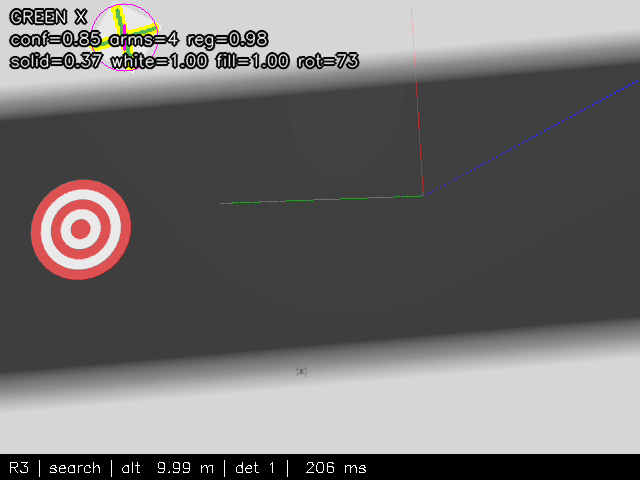 GREEN X
conf=0.85 arms=4 reg=0.98
solid=0.37 white=1.00 fill=1.00 rot=73
R3 | search | alt 9.99 m | det 1 | 206 ms